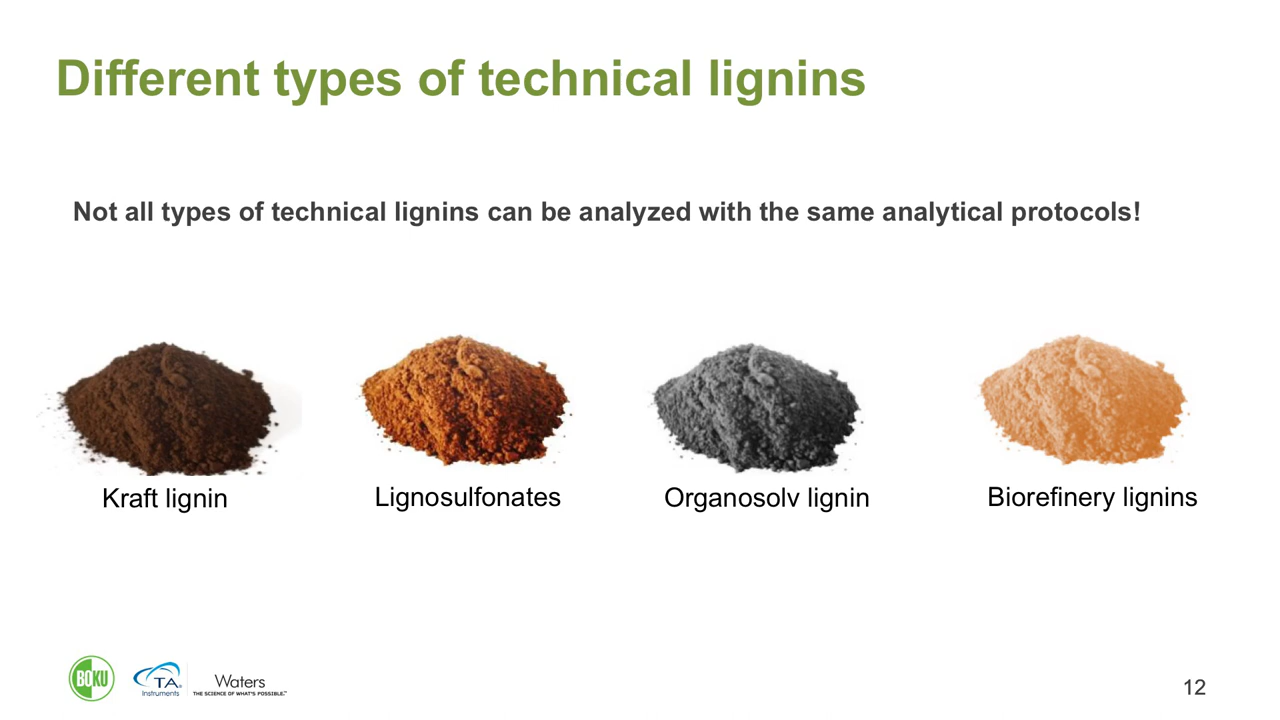 Different types of technical lignins
Not all types of technical lignins can be analyzed with the same analytical protocols!
Kraft lignin
Lignosulfonates
Organosolv lignin
Biorefinery lignins
BOKU
TA
Instruments
Waters
THE SCIENCE OF WHAT'S POSSIBLE.™
12